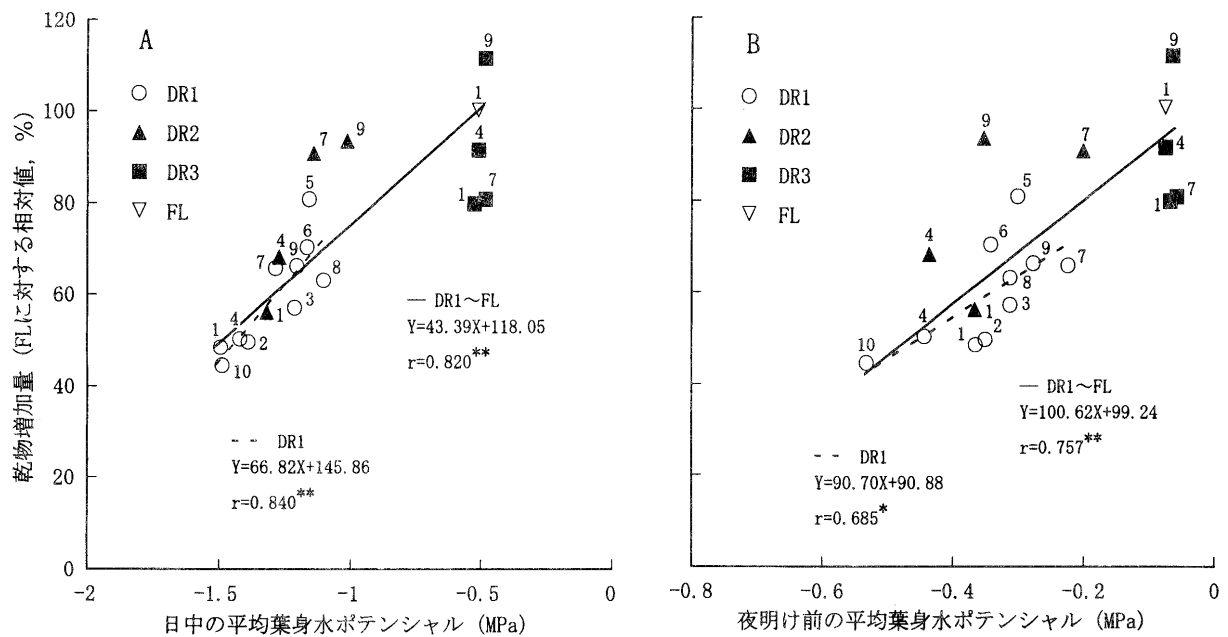 乾物増加量 (FLに対する相対値, %)
120
100
80
60
40
20
0
A
DR1
DR2
DR3
FL
9
1
4
1
7
7
9
5
6
4
7
9
8
3
1
1
4
2
10
— DR1～FL
Y=43.39X+118.05
r=0.820**
-- DR1
Y=66.82X+145.86
r=0.840**
-2
-1.5
-1
-0.5
0
日中の平均葉身水ポテンシャル (MPa)
B
DR1
DR2
DR3
FL
9
1
4
1
7
9
7
5
6
4
9
7
8
3
1
4
1
2
10
— DR1～FL
Y=100.62X+99.24
r=0.757**
-- DR1
Y=90.70X+90.88
r=0.685*
-0.8
-0.6
-0.4
-0.2
0
夜明け前の平均葉身水ポテンシャル (MPa)